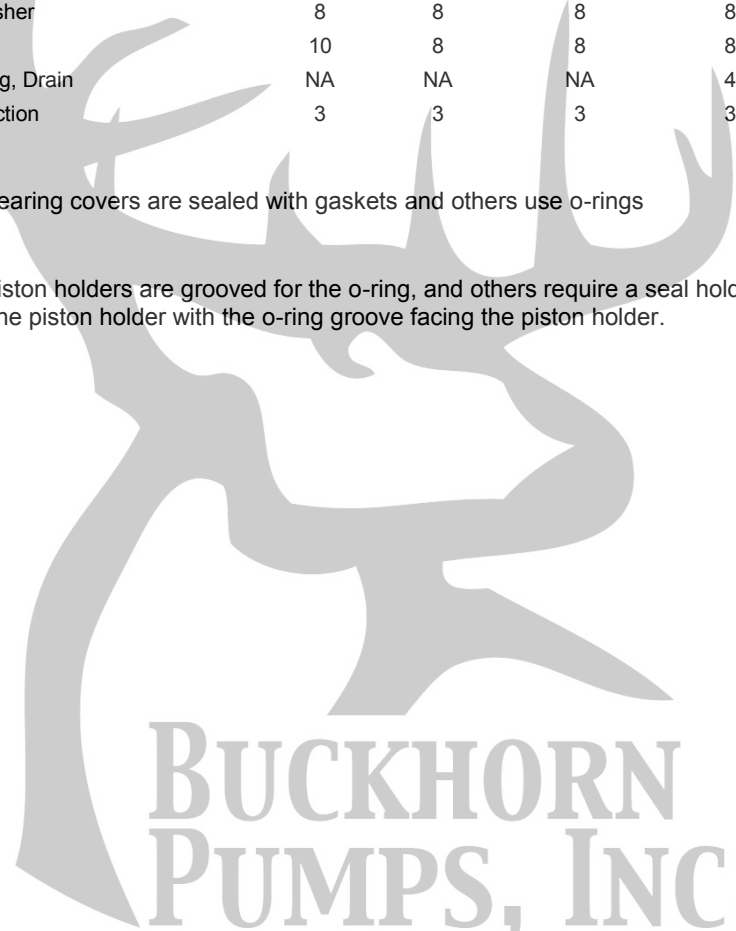 sher 8 8 8 8
10 8 8 8
g, Drain NA NA NA 4
ction 3 3 3 3
earing covers are sealed with gaskets and others use o-rings
iston holders are grooved for the o-ring, and others require a seal hold
he piston holder with the o-ring groove facing the piston holder.
BUCKHORN
PUMPS, INC